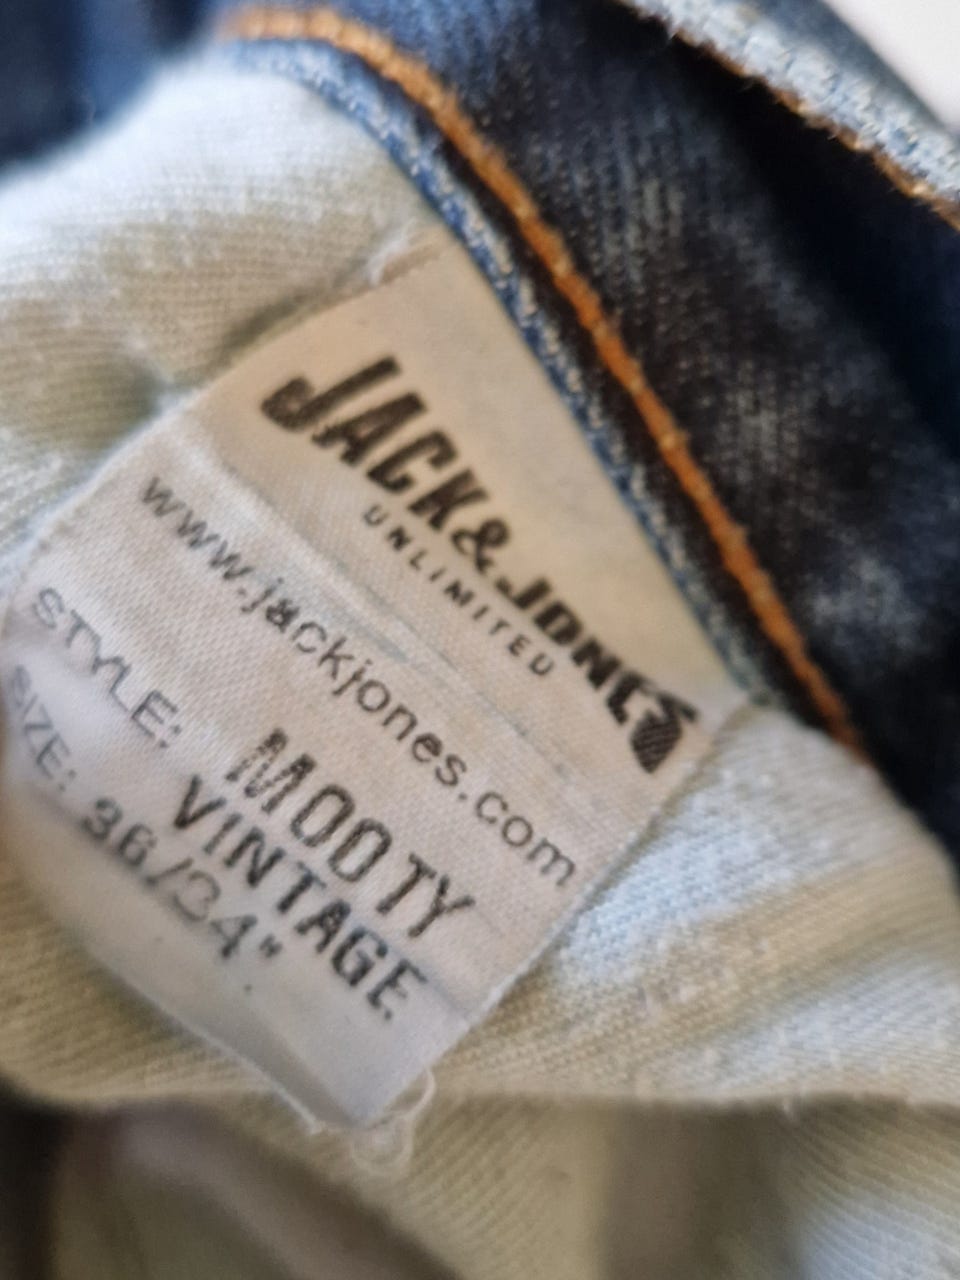 JACK & JONES
UNLIMITED
www.jackjones.com
STYLE: MOOTY
VINTAGE
SIZE: 36/34"